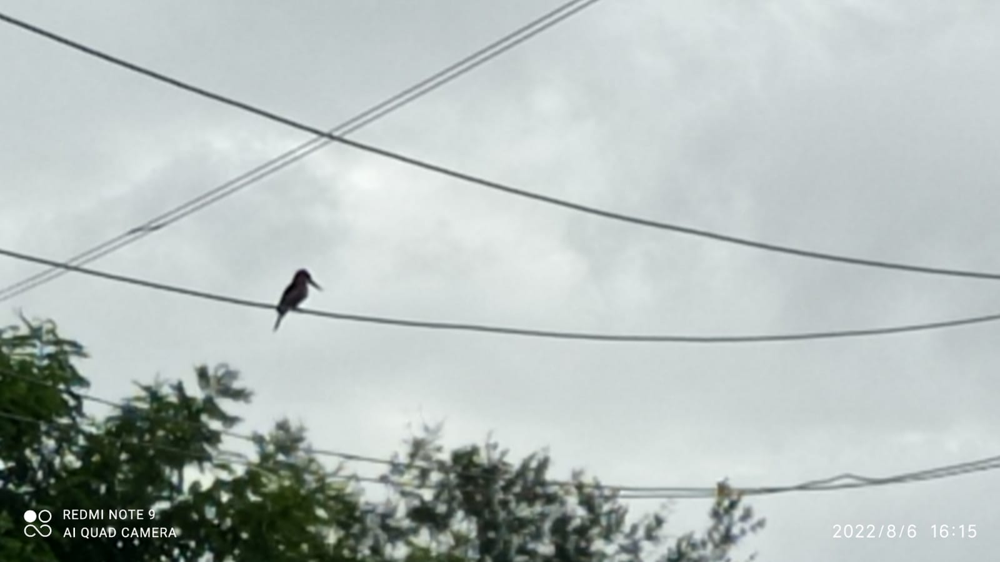 REDMI NOTE 9
AI QUAD CAMERA
2022/8/6 16:15